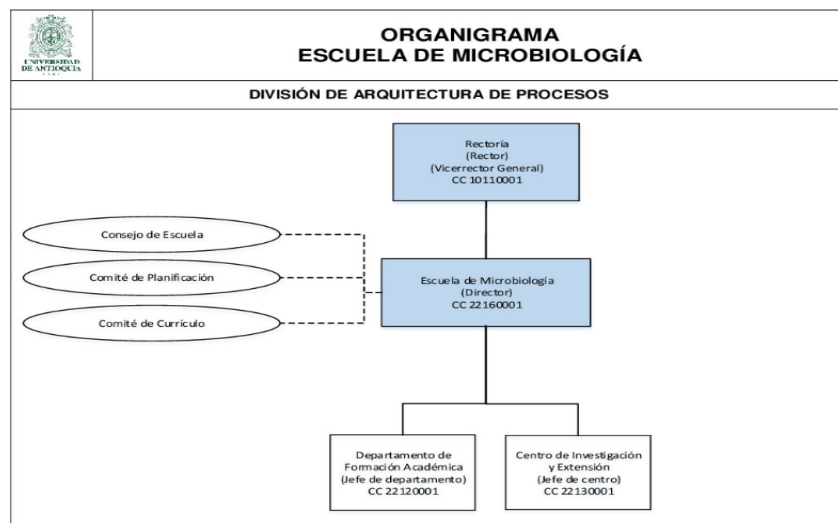 UNIVERSIDAD
DE ANTIOQUIA
ORGANIGRAMA
ESCUELA DE MICROBIOLOGÍA
DIVISIÓN DE ARQUITECTURA DE PROCESOS
Rectoría
(Rector)
(Vicerrector General)
CC 10110001
Consejo de Escuela
Comité de Planificación
Comité de Currículo
Escuela de Microbiología
(Director)
CC 22160001
Departamento de
Formación Académica
(Jefe de departamento)
CC 22120001
Centro de Investigación
y Extensión
(Jefe de centro)
CC 22130001